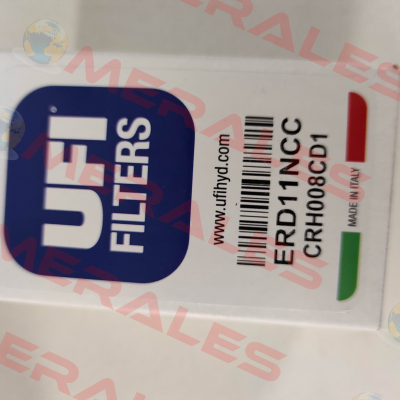 UFI
FILTERS
www.ufihyd.com
ERD11NCC
CRH008CD1
MADE IN ITALY
MERALES
MERALES
MERALES